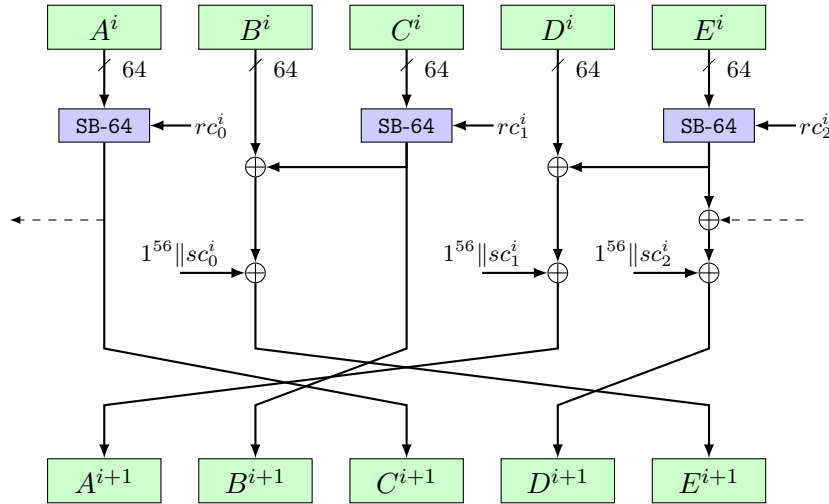 A^i B^i C^i D^i E^i
64 64 64 64 64
SB-64 rc_0^i SB-64 rc_1^i SB-64 rc_2^i
1^{56}‖sc_0^i 1^{56}‖sc_1^i 1^{56}‖sc_2^i
A^{i+1} B^{i+1} C^{i+1} D^{i+1} E^{i+1}